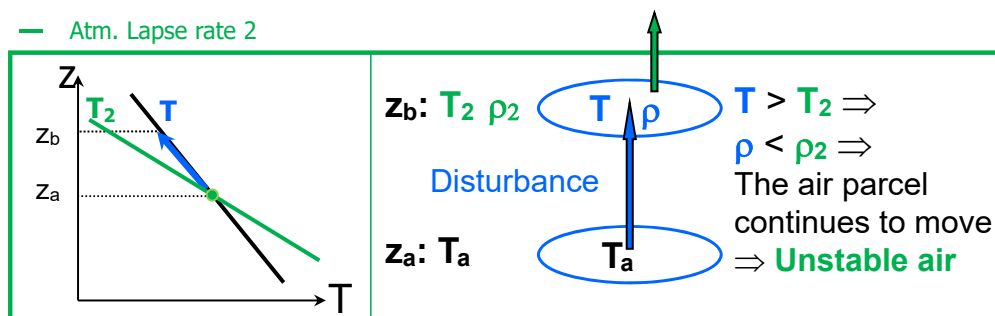 — Atm. Lapse rate 2
z
T₂ T
z_b
z_a
T
z_b: T₂ ρ₂
T ρ
Disturbance
z_a: T_a
T_a
T > T₂ ⇒
ρ < ρ₂ ⇒
The air parcel
continues to move
⇒ Unstable air